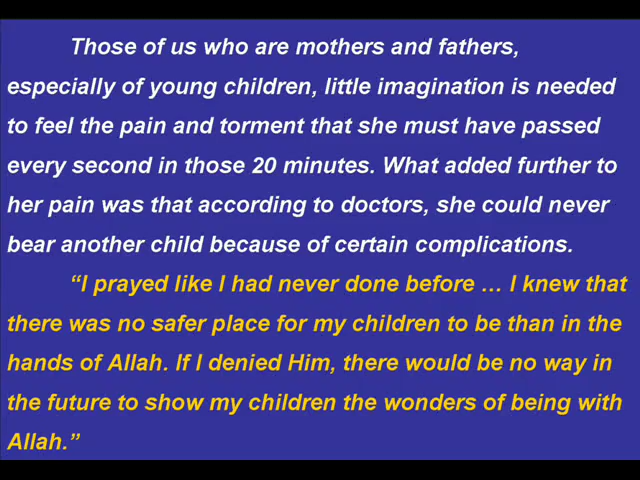 Those of us who are mothers and fathers,
especially of young children, little imagination is needed
to feel the pain and torment that she must have passed
every second in those 20 minutes. What added further to
her pain was that according to doctors, she could never
bear another child because of certain complications.
“I prayed like I had never done before … I knew that
there was no safer place for my children to be than in the
hands of Allah. If I denied Him, there would be no way in
the future to show my children the wonders of being with
Allah.”